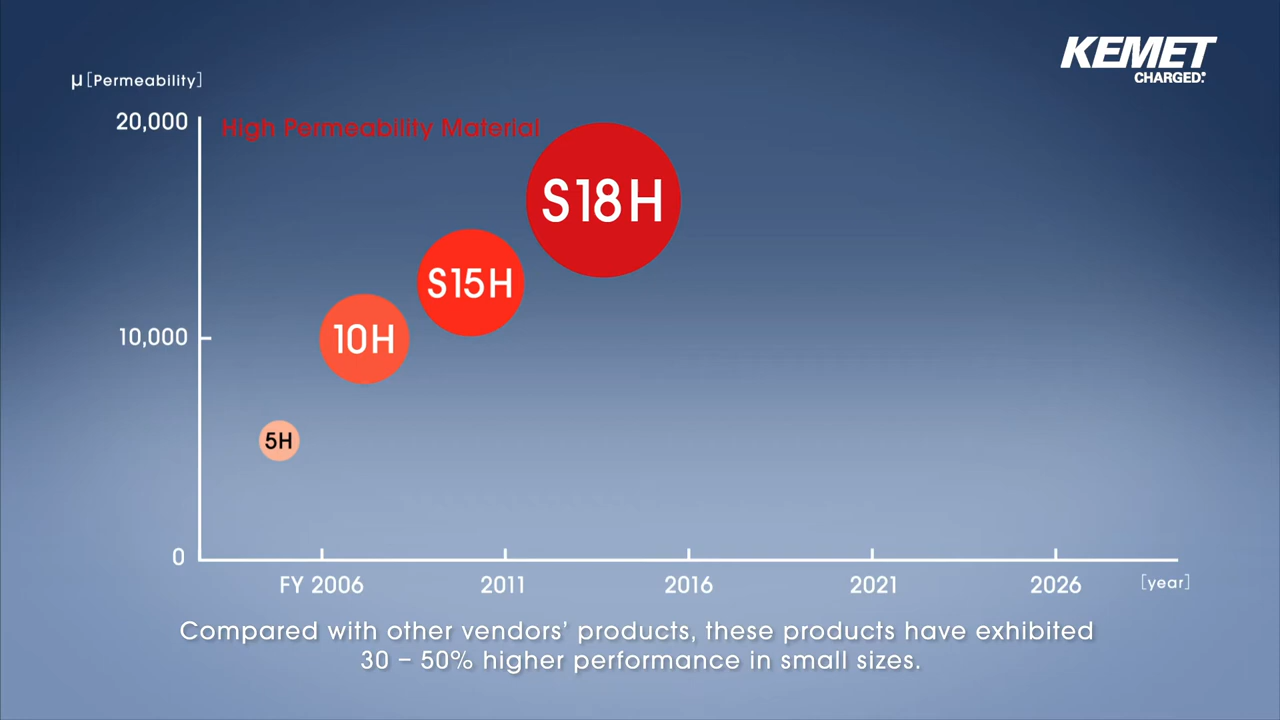 KEMET
CHARGED.
µ [Permeability]
20,000
High Permeability Material
S18H
S15H
10,000
10H
5H
0
FY 2006
2011
2016
2021
2026
[year]
Compared with other vendors’ products, these products have exhibited
30 – 50% higher performance in small sizes.